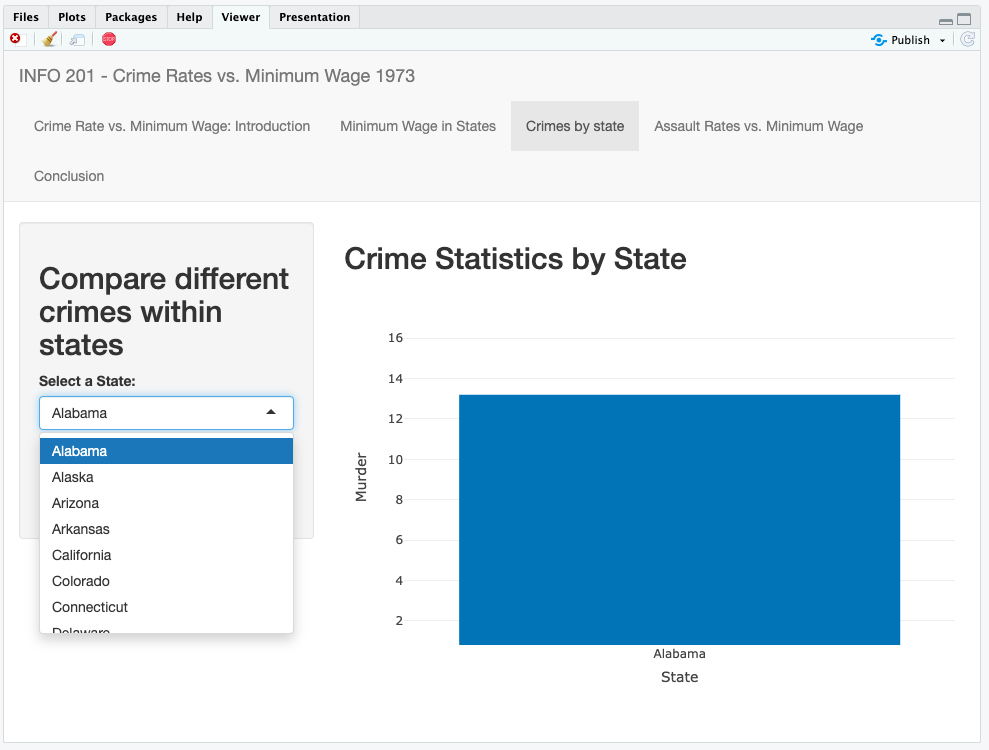 Files Plots Packages Help Viewer Presentation
STOP Publish
INFO 201 - Crime Rates vs. Minimum Wage 1973
Crime Rate vs. Minimum Wage: Introduction Minimum Wage in States Crimes by state Assault Rates vs. Minimum Wage
Conclusion
Compare different
crimes within
states
Select a State:
Alabama
Alabama
Alaska
Arizona
Arkansas
California
Colorado
Connecticut
Delaware
Crime Statistics by State
16
14
12
10
8
6
4
2
Murder
Alabama
State